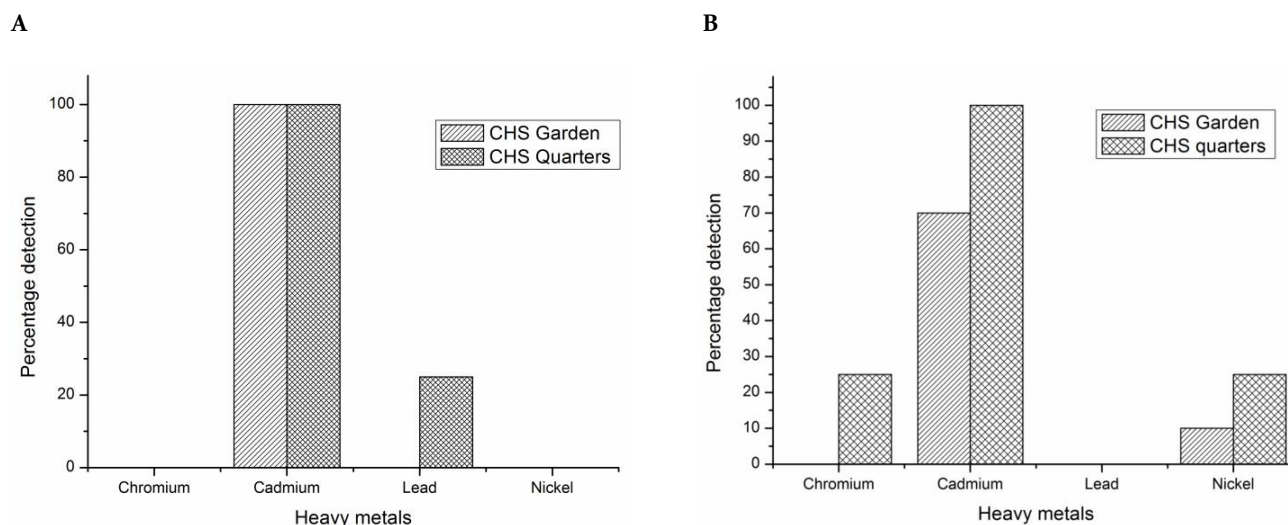 A
B
100
80
60
40
20
0
Percentage detection
CHS Garden
CHS Quarters
Chromium
Cadmium
Lead
Nickel
Heavy metals
100
90
80
70
60
50
40
30
20
10
0
Percentage detection
CHS Garden
CHS quarters
Chromium
Cadmium
Lead
Nickel
Heavy metals